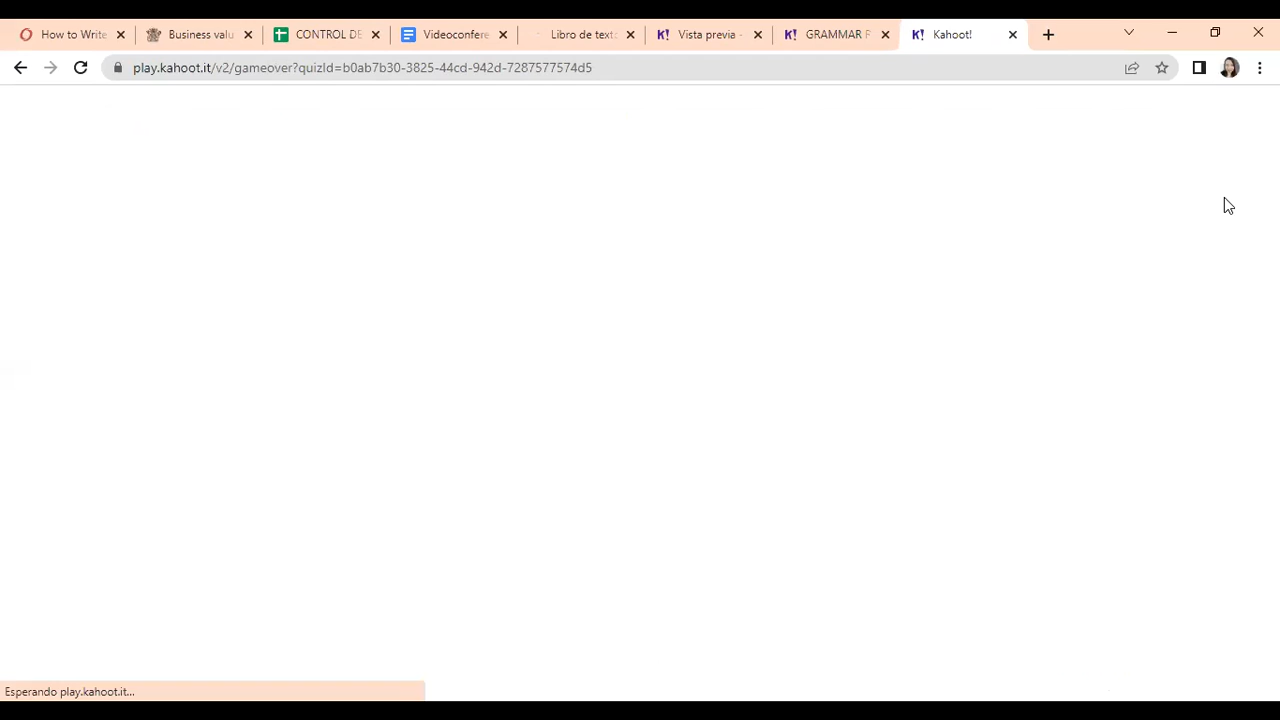 How to Write
Business valu
CONTROL DE
Videoconfere
Libro de texto
K! Vista previa -
K! GRAMMAR F
K! Kahoot!
play.kahoot.it/v2/gameover?quizId=b0ab7b30-3825-44cd-942d-7287577574d5
Esperando play.kahoot.it...